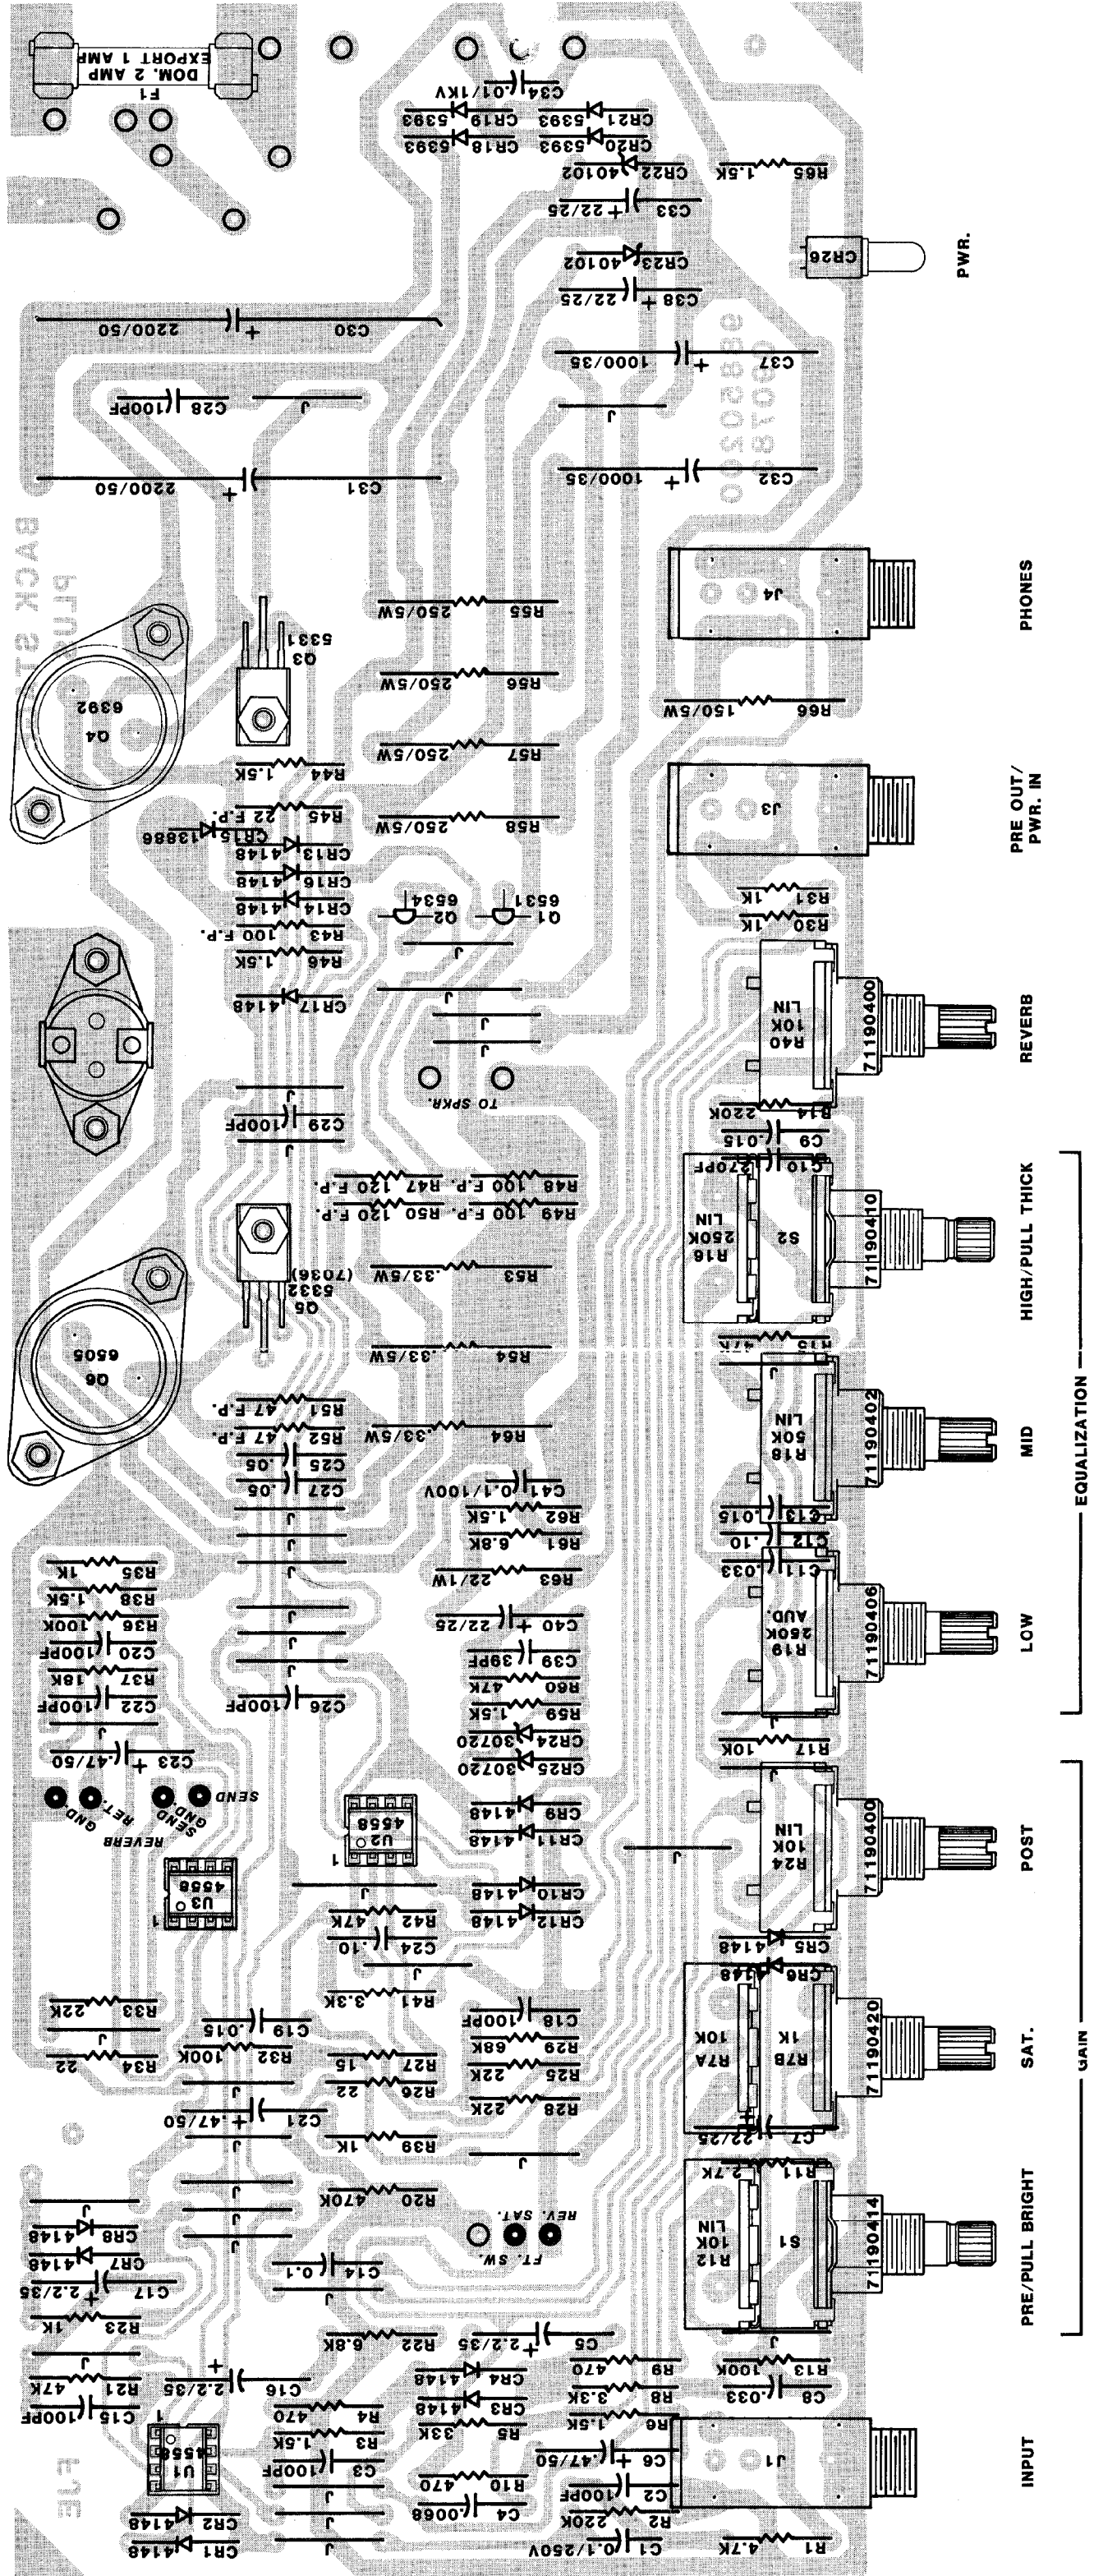 F1
DOM. 2 AMP
EXPORT 1 AMP
C34 .01/1KV
CR19 5393
CR21 5393
CR18 5393
CR20 5393
CR22 40102
R65 1.5K
C33 22/25
CR23 40102
CR26
PWR.
C38 22/25
C30 2200/50
C37 1000/35
C28 100PF
J
J
C31 2200/50
C32 1000/35
BACK
J4
PHONES
R55 250/5W
Q3
5331
R56 250/5W
R66 150/5W
Q4
6392
R57 250/5W
R44 1.5K
J3
PRE OUT/
PWR. IN
R45 22 F.P.
R58 250/5W
CR15 13886
CR13 4148
CR16 4148
CR14 4148
R31 1K
R30 1K
Q2
6534
Q1
6531
R43 100 F.P.
R46 1.5K
J
CR17 4148
J
J
J
R40
10K
LIN
71190400
REVERB
TO SPKR.
J
C29 100PF
J
R14 220K
C9 .015
C10 270PF
R47 120 F.P.
R48 100 F.P.
R50 120 F.P.
R49 100 F.P.
R16
250K
LIN
S2
71190410
HIGH/PULL THICK
Q5
5332
(7036)
R53 .33/5W
R15 47K
Q6
6505
R54 .33/5W
J
R18
50K
LIN
71190402
MID
EQUALIZATION
R51 47 F.P.
R52 47 F.P.
R64 .33/5W
C25 .05
C27 .05
C41 0.1/100V
R62 1.5K
R61 6.8K
C13 .015
C12 .10
C11 .033
J
J
J
R35 1K
R38 1.5K
R36 100K
C20 100PF
R37 18K
C22 100PF
J
C23 .47/50
R63 22/1W
C40 22/25
C39 39PF
R60 47K
R59 1.5K
CR24 30720
CR25 30720
J
J
J
C26 100PF
R19
250K
AUD.
71190406
LOW
J
R17 10K
J
SEND
GND
SEND
RET.
GND
REVERB
U2
4558
1
CR9 4148
CR11 4148
J
R24
10K
LIN
71190400
POST
U3
4558
1
J
CR10 4148
CR12 4148
R42 47K
C24 .10
J
CR5 4148
CR6 4148
R41 3.3K
R33 22K
J
R34 22
C19 .015
R32 100K
C18 100PF
R29 68K
R27 15
R25 22K
R26 22
R28 22K
R7A
10K
R7B
1K
71190420
SAT.
GAIN
J
C21 .47/50
J
R39 1K
J
C7 22/25
R11 2.7K
R20 470K
J
J
J
J
CR8 4148
CR7 4148
C17 2.2/35
R23 1K
REV. SAT.
FT. SW.
C14 0.1
J
R12
10K
LIN
S1
71190414
PRE/PULL BRIGHT
J
R22 6.8K
C5 2.2/35
J
R21 47K
C15 100PF
C16 2.2/35
CR4 4148
CR3 4148
R5 33K
R9 470
R8 3.3K
R6 1.5K
R13 100K
C8 .033
R4 470
R3 1.5K
C3 100PF
U1
4558
1
R10 470
C4 .0068
C6 .47/50
C2 100PF
R2 220K
C1 0.1/250V
J1
INPUT
J
J
J
CR2 4148
CR1 4148
R1 4.7K